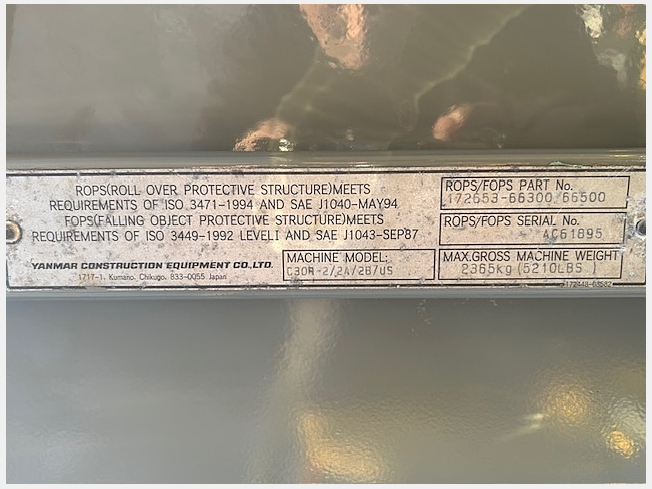 ROPS(ROLL OVER PROTECTIVE STRUCTURE)MEETS
REQUIREMENTS OF ISO 3471-1994 AND SAE J1040-MAY94
FOPS(FALLING OBJECT PROTECTIVE STRUCTURE)MEETS
REQUIREMENTS OF ISO 3449-1992 LEVELI AND SAE J1043-SEP87
YANMAR CONSTRUCTION EQUIPMENT CO.,LTD.
1717-1, Kumano, Chikugo, 833-0055 Japan
MACHINE MODEL;
C30R-2/2A/2B/US
ROPS/FOPS PART No.
172653-66300/66500
ROPS/FOPS SERIAL No.
AC61895
MAX.GROSS MACHINE WEIGHT
2365kg (5210LBS )